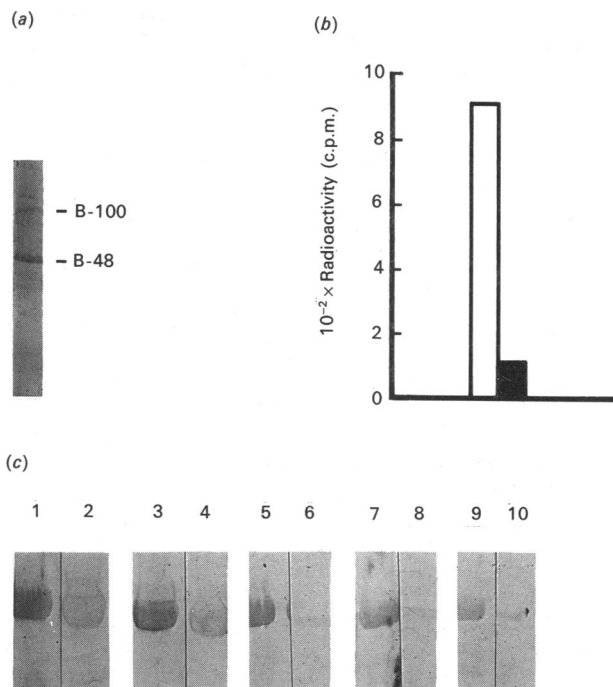 (a)
(b)
– B-100
– B-48
10⁻² × Radioactivity (c.p.m.)
10
8
6
4
2
0
(c)
1 2 3 4 5 6 7 8 9 10